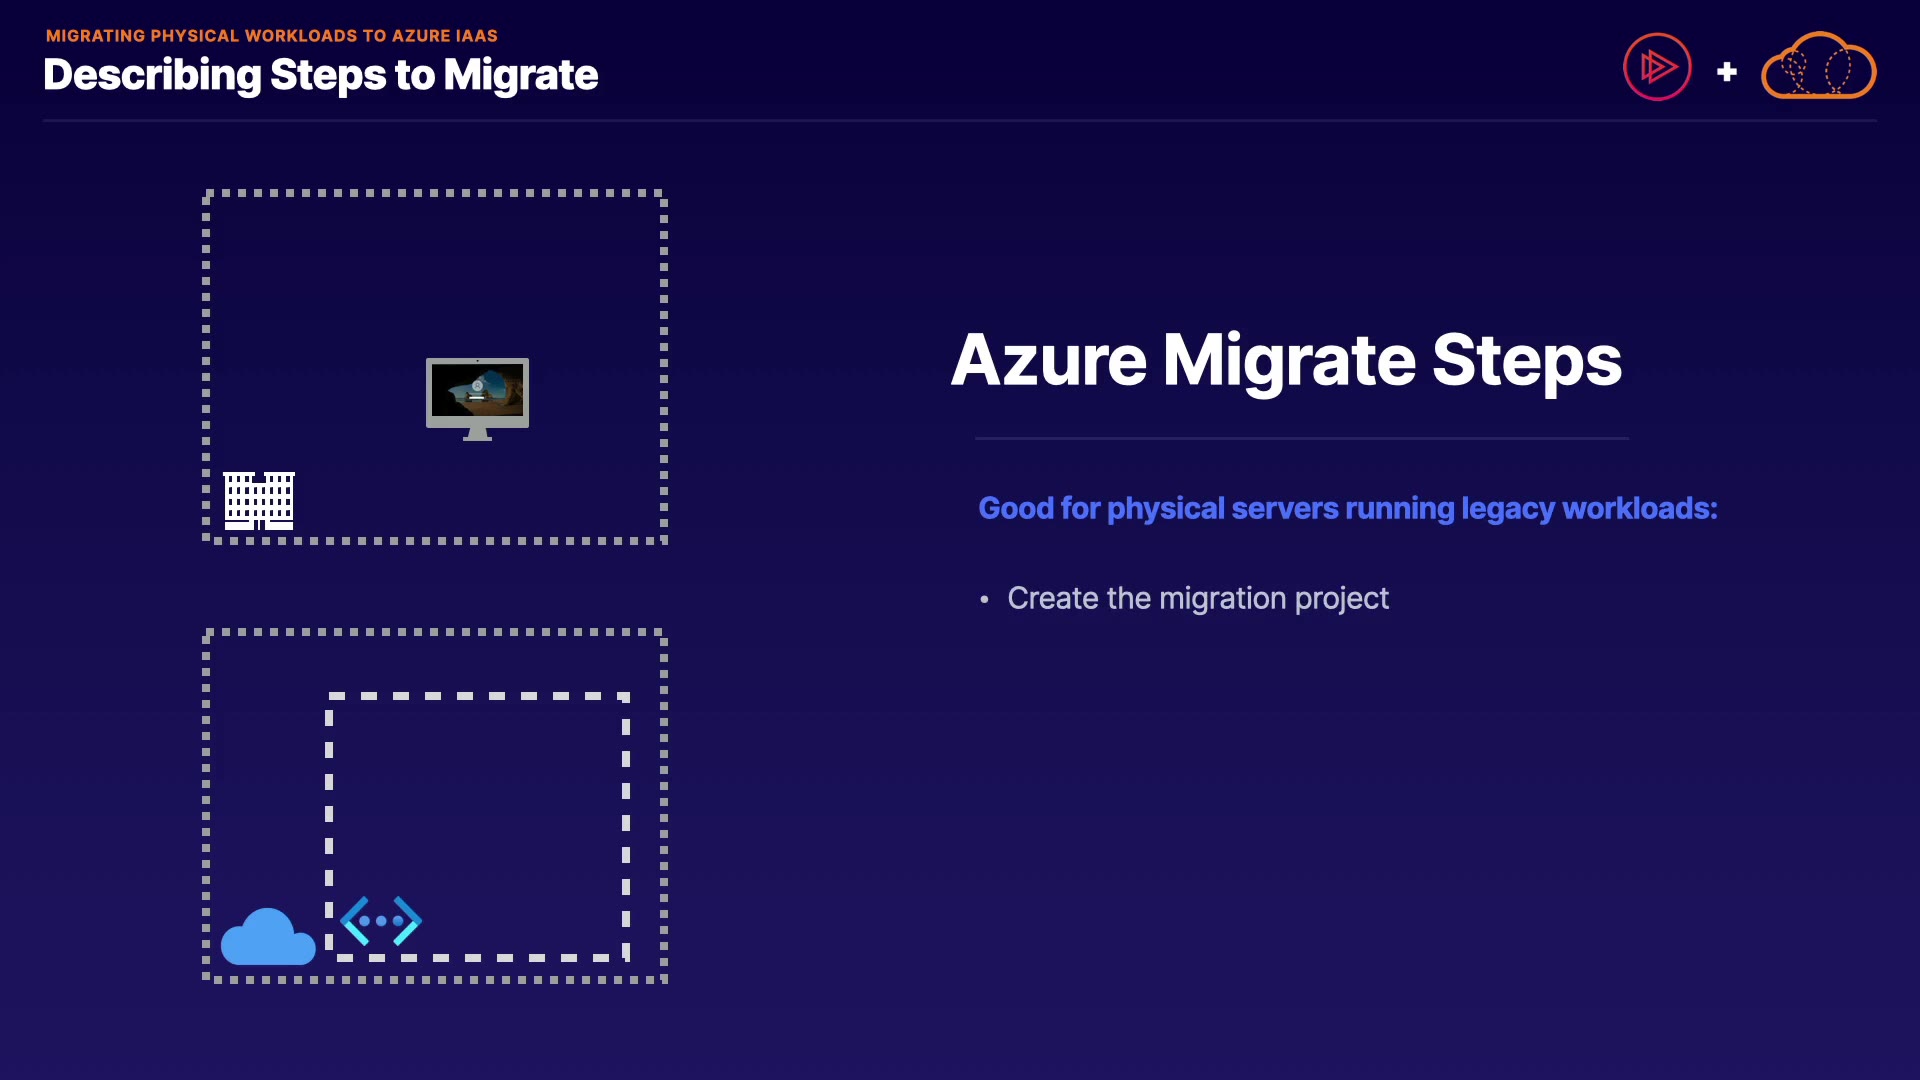 MIGRATING PHYSICAL WORKLOADS TO AZURE IAAS
Describing Steps to Migrate
Azure Migrate Steps
Good for physical servers running legacy workloads:
• Create the migration project